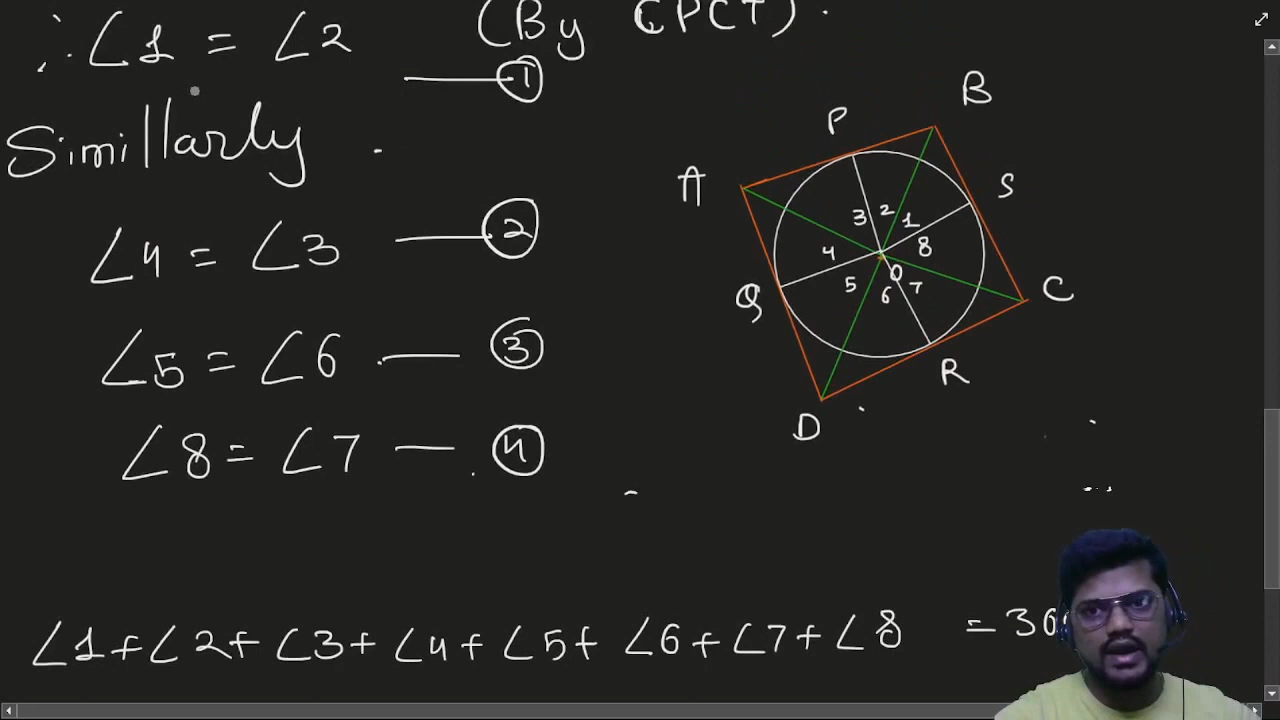 ∴ ∠1 = ∠2 (By CPCT).
①
Simillarly
∠4 = ∠3 ②
∠5 = ∠6 ③
∠8 = ∠7 ④
∠1+∠2+∠3+∠4+∠5+∠6+∠7+∠8 = 36
B
P
A
S
3 2 1
4 8
O
5 6 7
Q
C
R
D